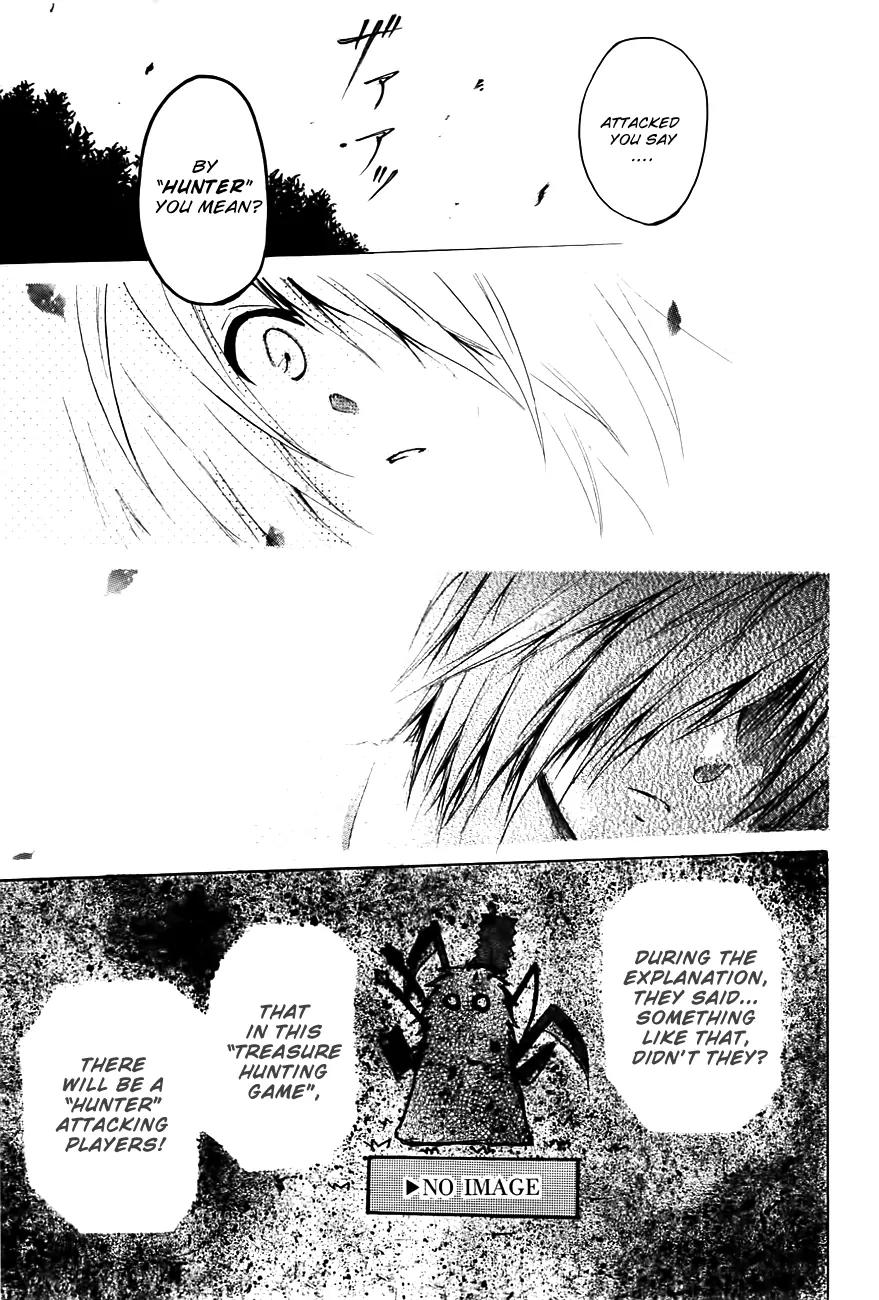 ATTACKED
YOU SAY
....
ザァァッ
BY
"HUNTER"
YOU MEAN?
DURING THE
EXPLANATION,
THEY SAID...
SOMETHING
LIKE THAT,
DIDN'T THEY?
THAT
IN THIS
"TREASURE
HUNTING
GAME",
THERE
WILL BE A
"HUNTER"
ATTACKING
PLAYERS!
▶NO IMAGE